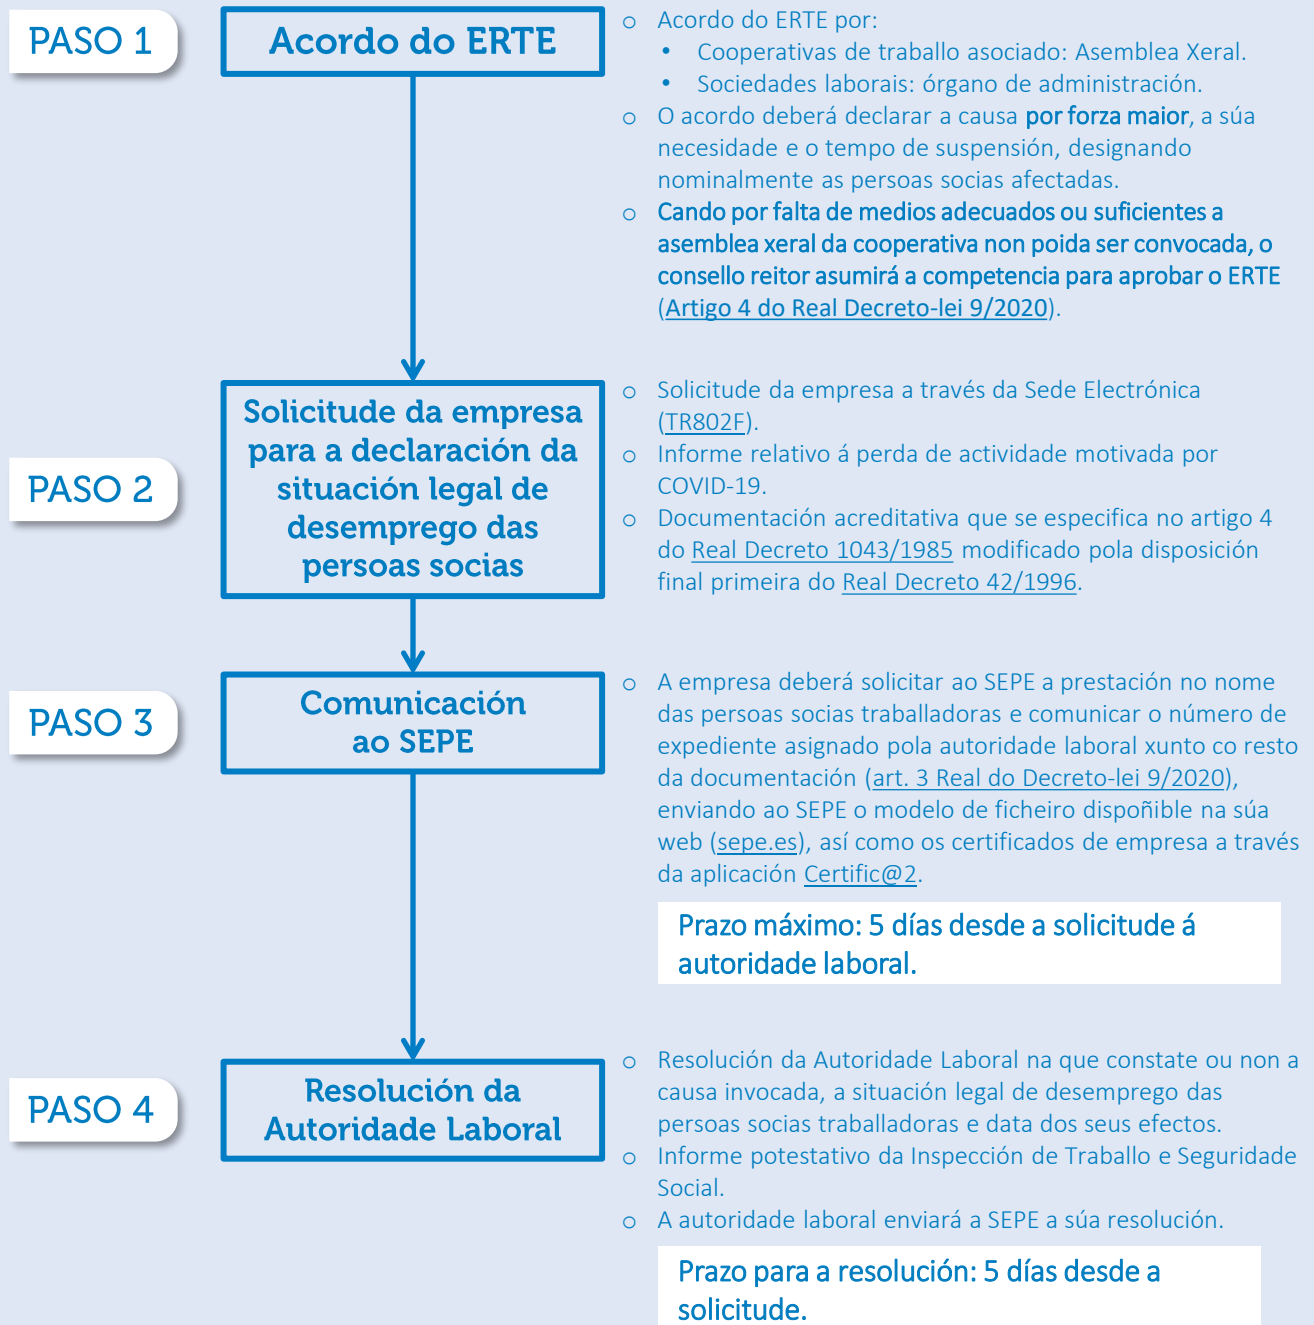 PASO 1
Acordo do ERTE
o Acordo do ERTE por:
• Cooperativas de traballo asociado: Asemblea Xeral.
• Sociedades laborais: órgano de administración.
o O acordo deberá declarar a causa por forza maior, a súa
necesidade e o tempo de suspensión, designando
nominalmente as persoas socias afectadas.
o Cando por falta de medios adecuados ou suficientes a
asemblea xeral da cooperativa non poida ser convocada, o
consello reitor asumirá a competencia para aprobar o ERTE
(Artigo 4 do Real Decreto-lei 9/2020).
PASO 2
Solicitude da empresa
para a declaración da
situación legal de
desemprego das
persoas socias
o Solicitude da empresa a través da Sede Electrónica
(TR802F).
o Informe relativo á perda de actividade motivada por
COVID-19.
o Documentación acreditativa que se especifica no artigo 4
do Real Decreto 1043/1985 modificado pola disposición
final primeira do Real Decreto 42/1996.
PASO 3
Comunicación
ao SEPE
o A empresa deberá solicitar ao SEPE a prestación no nome
das persoas socias traballadoras e comunicar o número de
expediente asignado pola autoridade laboral xunto co resto
da documentación (art. 3 Real do Decreto-lei 9/2020),
enviando ao SEPE o modelo de ficheiro dispoñible na súa
web (sepe.es), así como os certificados de empresa a través
da aplicación Certific@2.
Prazo máximo: 5 días desde a solicitude á
autoridade laboral.
PASO 4
Resolución da
Autoridade Laboral
o Resolución da Autoridade Laboral na que constate ou non a
causa invocada, a situación legal de desemprego das
persoas socias traballadoras e data dos seus efectos.
o Informe potestativo da Inspección de Traballo e Seguridade
Social.
o A autoridade laboral enviará a SEPE a súa resolución.
Prazo para a resolución: 5 días desde a
solicitude.